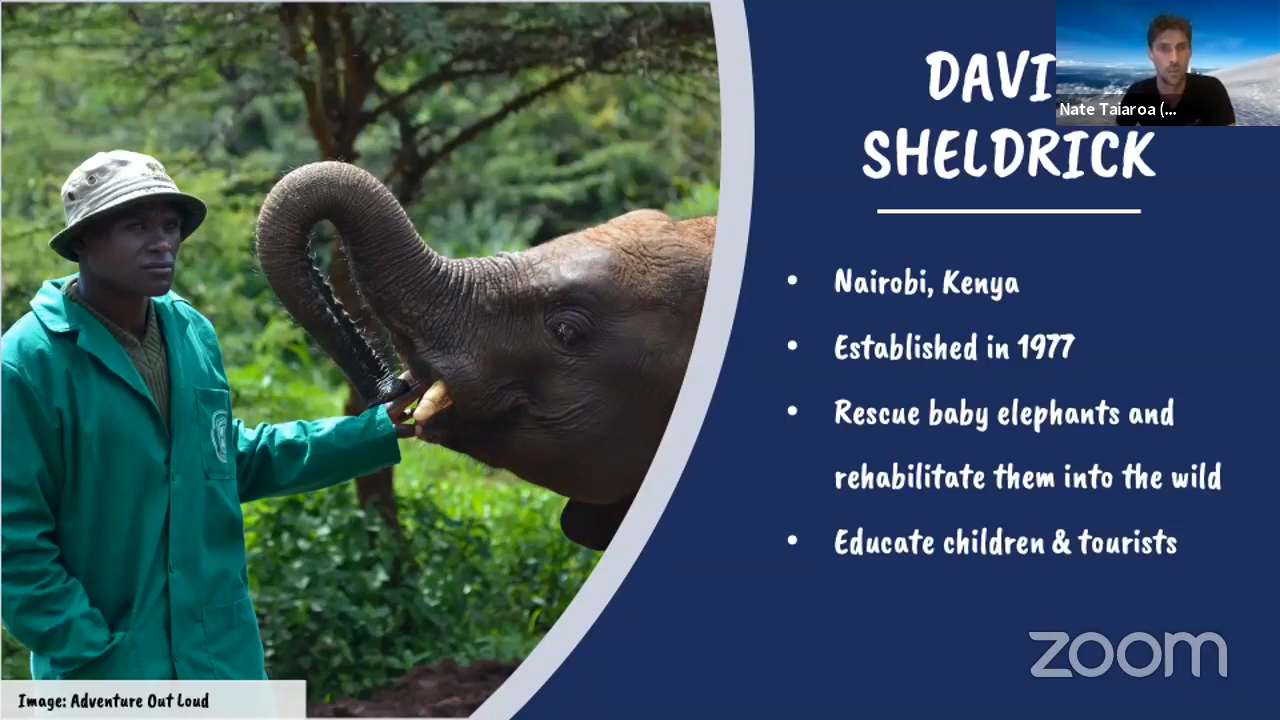 DAVI
SHELDRICK
Nate Taiaroa (...
• Nairobi, Kenya
• Established in 1977
• Rescue baby elephants and
rehabilitate them into the wild
• Educate children & tourists
zoom
Image: Adventure Out Loud